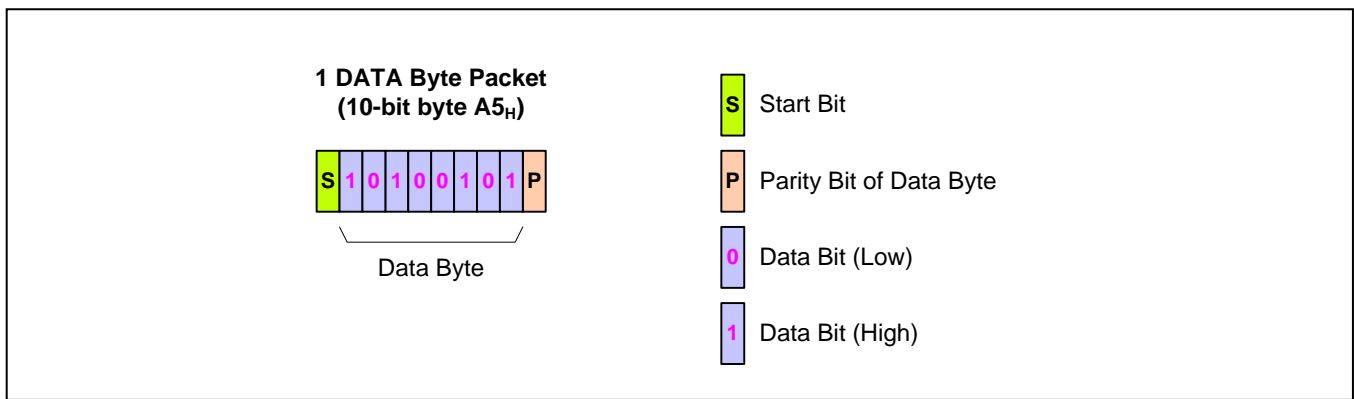 1 DATA Byte Packet
(10-bit byte A5H)
S 1 0 1 0 0 1 0 1 P
Data Byte
S Start Bit
P Parity Bit of Data Byte
0 Data Bit (Low)
1 Data Bit (High)